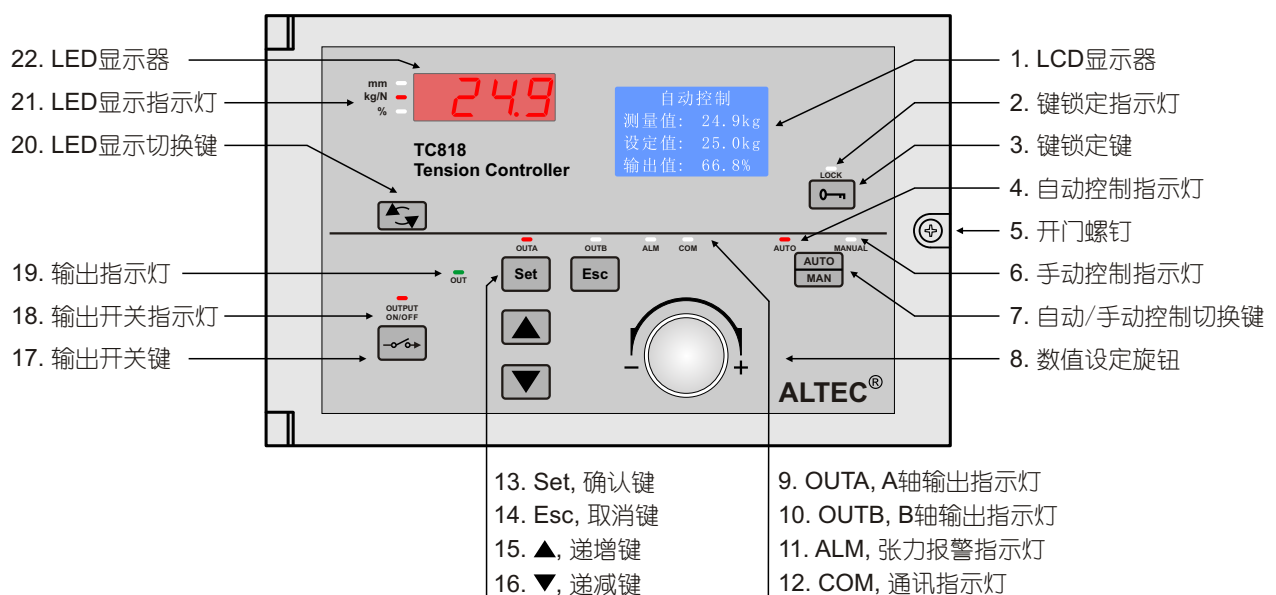 22. LED显示器
21. LED显示指示灯
20. LED显示切换键
19. 输出指示灯
18. 输出开关指示灯
17. 输出开关键
mm
kg/N
%
24.9
TC818
Tension Controller
自动控制
测量值: 24.9kg
设定值: 25.0kg
输出值: 66.8%
LOCK
OUTA
OUTB
ALM
COM
AUTO
MANUAL
OUT
Set
Esc
AUTO
MAN
OUTPUT
ON/OFF
−
+
ALTEC®
1. LCD显示器
2. 键锁定指示灯
3. 键锁定键
4. 自动控制指示灯
5. 开门螺钉
6. 手动控制指示灯
7. 自动/手动控制切换键
8. 数值设定旋钮
13. Set, 确认键
14. Esc, 取消键
15. ▲, 递增键
16. ▼, 递减键
9. OUTA, A轴输出指示灯
10. OUTB, B轴输出指示灯
11. ALM, 张力报警指示灯
12. COM, 通讯指示灯